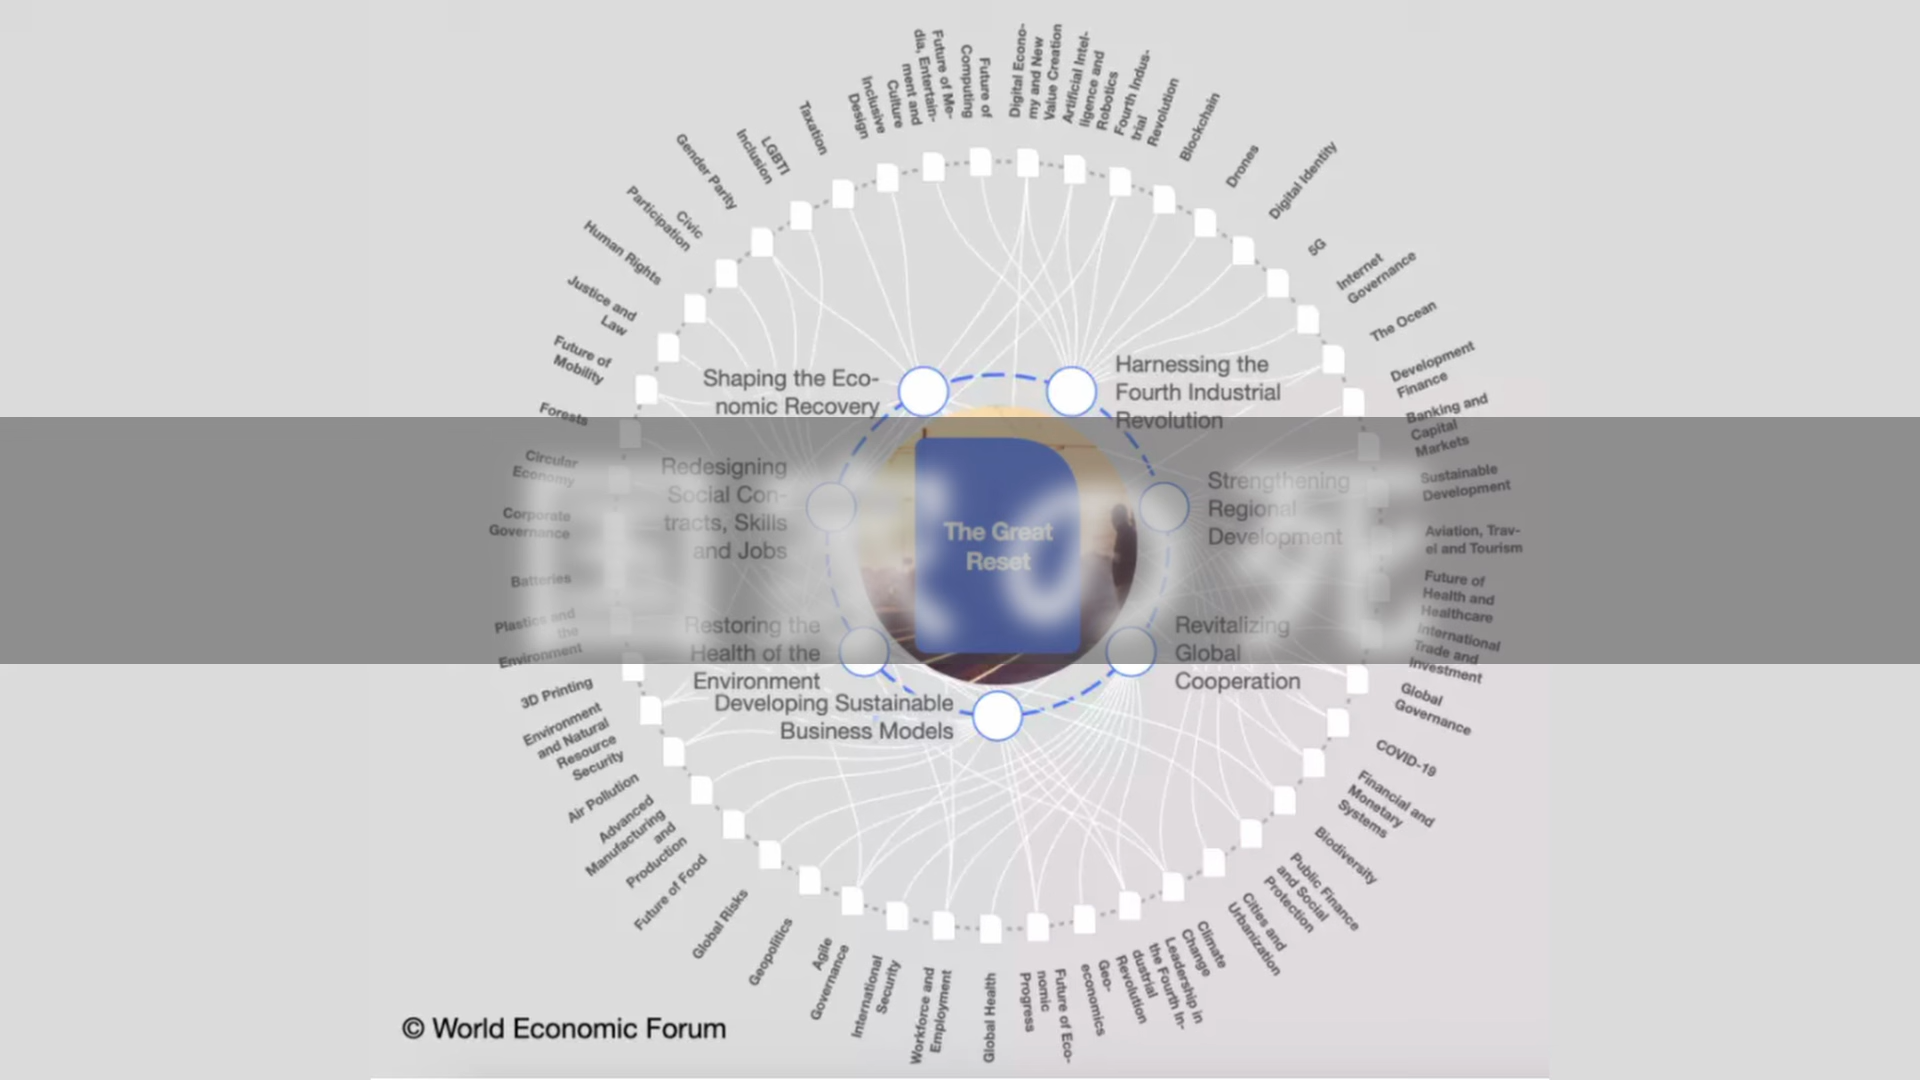 Future of
Computing
Future of Me-
dia, Entertain-
ment and
Culture
Inclusive
Design
Taxation
LGBTI
Inclusion
Gender Parity
Civic
Participation
Human Rights
Justice and
Law
Future of
Mobility
Forests
Circular
Economy
Corporate
Governance
Batteries
Plastics and
the
Environment
3D Printing
Environment
and Natural
Resource
Security
Air Pollution
Advanced
Manufacturing
and
Production
Future of Food
Global Risks
Geopolitics
Agile
Governance
International
Security
Workforce and
Employment
Global Health
Future of Eco-
nomic
Progress
Geo-
economics
Leadership in
the Fourth In-
dustrial
Revolution
Climate
Change
Cities and
Urbanization
Public Finance
and Social
Protection
Biodiversity
Financial and
Monetary
Systems
COVID-19
Global
Governance
International
Trade and
Investment
Future of
Health and
Healthcare
Aviation, Trav-
el and Tourism
Sustainable
Development
Banking and
Capital
Markets
Development
Finance
The Ocean
Internet
Governance
5G
Digital Identity
Drones
Blockchain
Fourth Indus-
trial
Revolution
Artificial Intel-
ligence and
Robotics
Digital Econo-
my and New
Value Creation
Shaping the Eco-
nomic Recovery
Harnessing the
Fourth Industrial
Revolution
Redesigning
Social Con-
tracts, Skills
and Jobs
The Great
Reset
Strengthening
Regional
Development
Restoring the
Health of the
Environment
Revitalizing
Global
Cooperation
Developing Sustainable
Business Models
© World Economic Forum